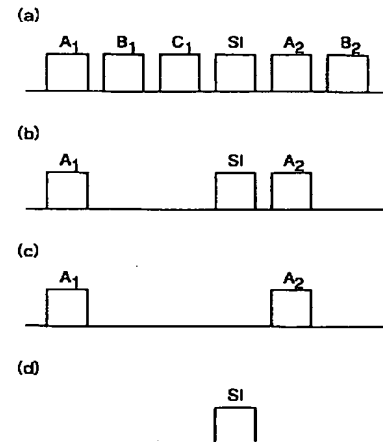 (a)
A1 B1 C1 SI A2 B2
(b)
A1 SI A2
(c)
A1 A2
(d)
SI